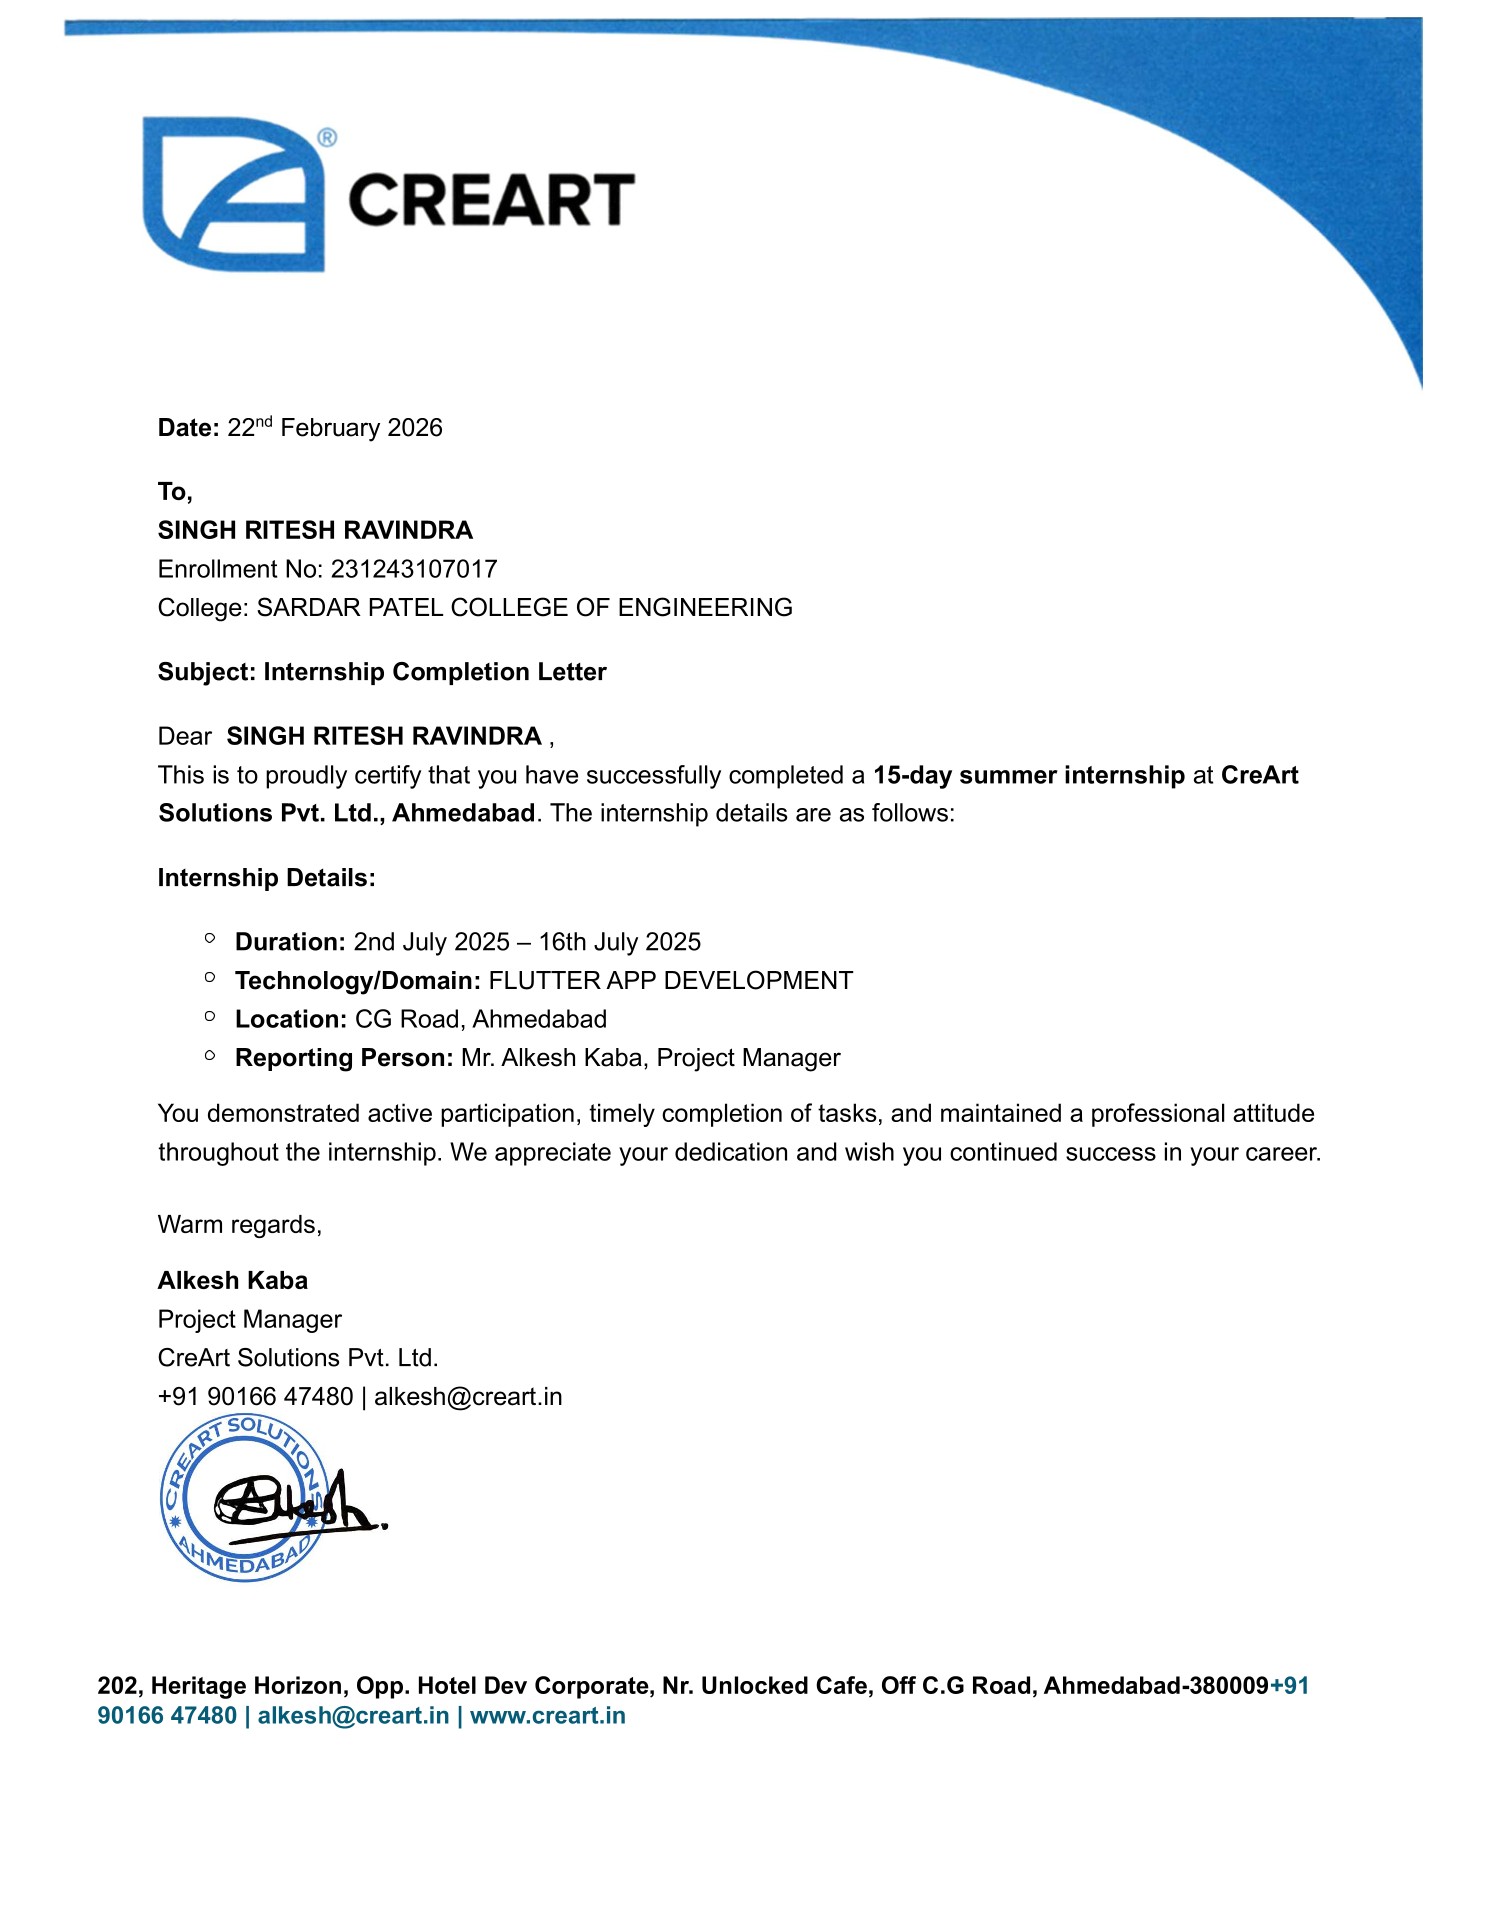 ®
CREART
Date: 22nd February 2026
To,
SINGH RITESH RAVINDRA
Enrollment No: 231243107017
College: SARDAR PATEL COLLEGE OF ENGINEERING
Subject: Internship Completion Letter
Dear  SINGH RITESH RAVINDRA ,
This is to proudly certify that you have successfully completed a 15-day summer internship at CreArt
Solutions Pvt. Ltd., Ahmedabad. The internship details are as follows:
Internship Details:
Duration: 2nd July 2025 – 16th July 2025
Technology/Domain: FLUTTER APP DEVELOPMENT
Location: CG Road, Ahmedabad
Reporting Person: Mr. Alkesh Kaba, Project Manager
You demonstrated active participation, timely completion of tasks, and maintained a professional attitude
throughout the internship. We appreciate your dedication and wish you continued success in your career.
Warm regards,
Alkesh Kaba
Project Manager
CreArt Solutions Pvt. Ltd.
+91 90166 47480 | alkesh@creart.in
CREART SOLUTIONS
Alkesh.
AHMEDABAD
202, Heritage Horizon, Opp. Hotel Dev Corporate, Nr. Unlocked Cafe, Off C.G Road, Ahmedabad-380009+91
90166 47480 | alkesh@creart.in | www.creart.in